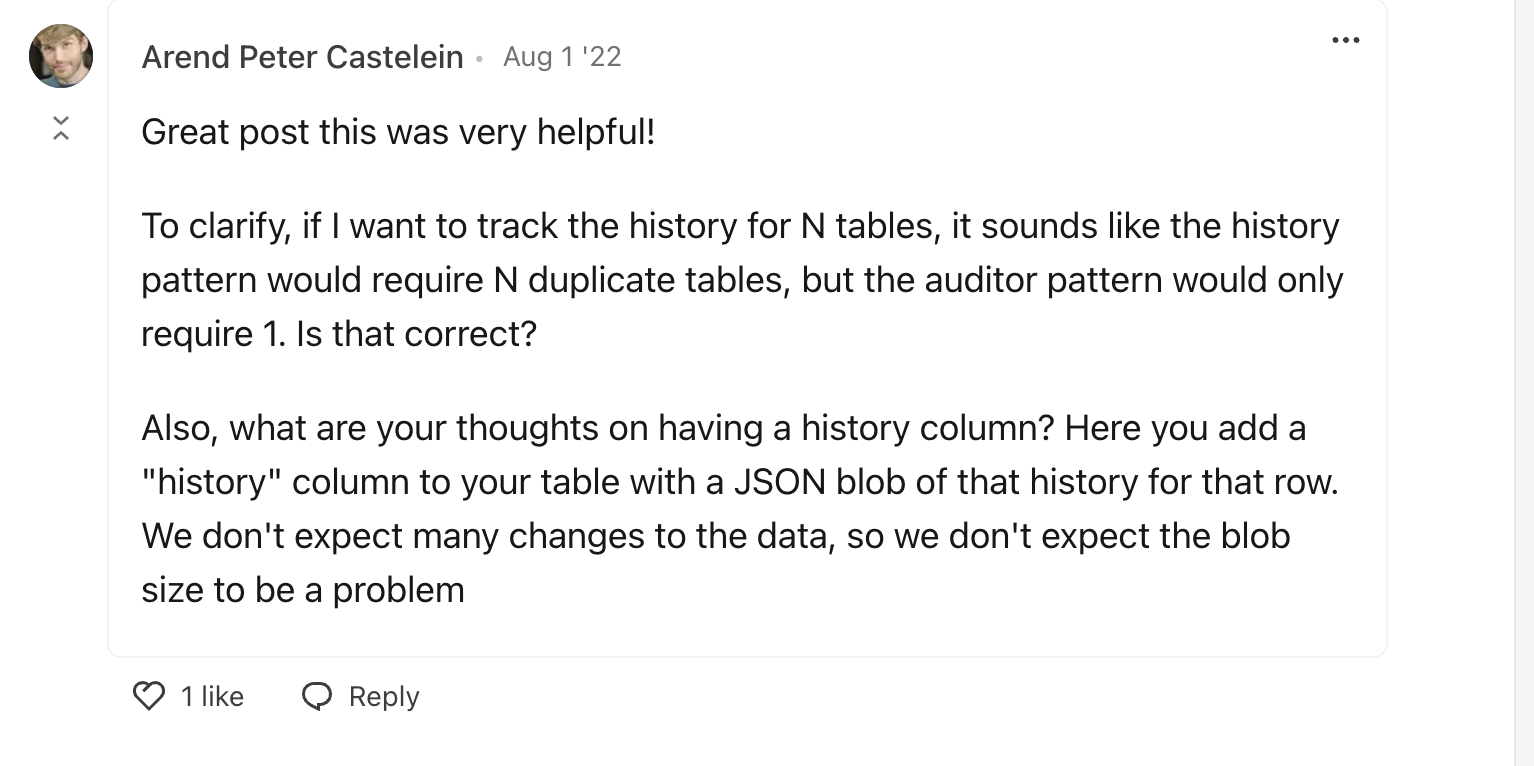 Arend Peter Castelein • Aug 1 '22
Great post this was very helpful!
To clarify, if I want to track the history for N tables, it sounds like the history
pattern would require N duplicate tables, but the auditor pattern would only
require 1. Is that correct?
Also, what are your thoughts on having a history column? Here you add a
"history" column to your table with a JSON blob of that history for that row.
We don't expect many changes to the data, so we don't expect the blob
size to be a problem
1 like Reply